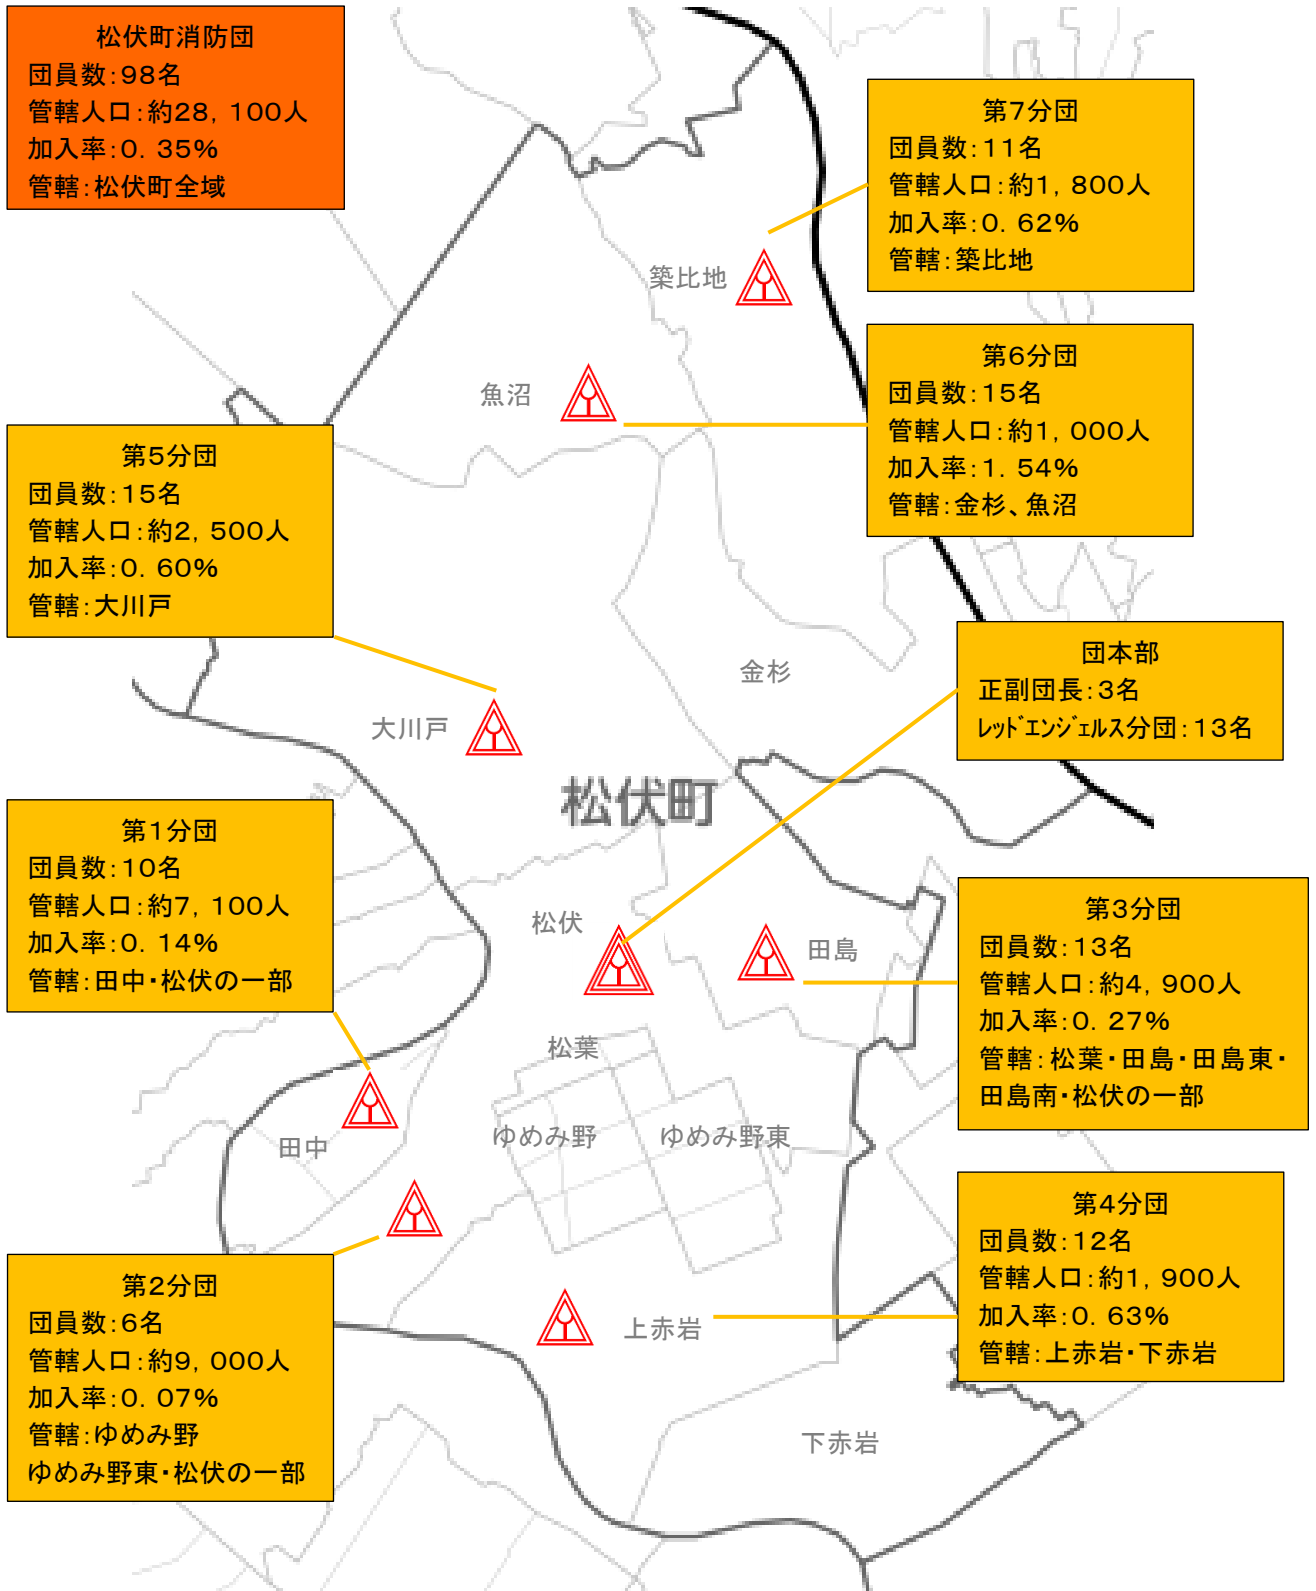 松伏町消防団
団員数:98名
管轄人口:約28,100人
加入率:0.35%
管轄:松伏町全域
第7分団
団員数:11名
管轄人口:約1,800人
加入率:0.62%
管轄:築比地
築比地
第6分団
団員数:15名
管轄人口:約1,000人
加入率:1.54%
管轄:金杉、魚沼
魚沼
第5分団
団員数:15名
管轄人口:約2,500人
加入率:0.60%
管轄:大川戸
団本部
正副団長:3名
レッドエンジェルス分団:13名
金杉
大川戸
松伏町
第1分団
団員数:10名
管轄人口:約7,100人
加入率:0.14%
管轄:田中・松伏の一部
松伏
田島
第3分団
団員数:13名
管轄人口:約4,900人
加入率:0.27%
管轄:松葉・田島・田島東・
田島南・松伏の一部
松葉
田中
ゆめみ野
ゆめみ野東
第4分団
団員数:12名
管轄人口:約1,900人
加入率:0.63%
管轄:上赤岩・下赤岩
第2分団
団員数:6名
管轄人口:約9,000人
加入率:0.07%
管轄:ゆめみ野
ゆめみ野東・松伏の一部
上赤岩
下赤岩